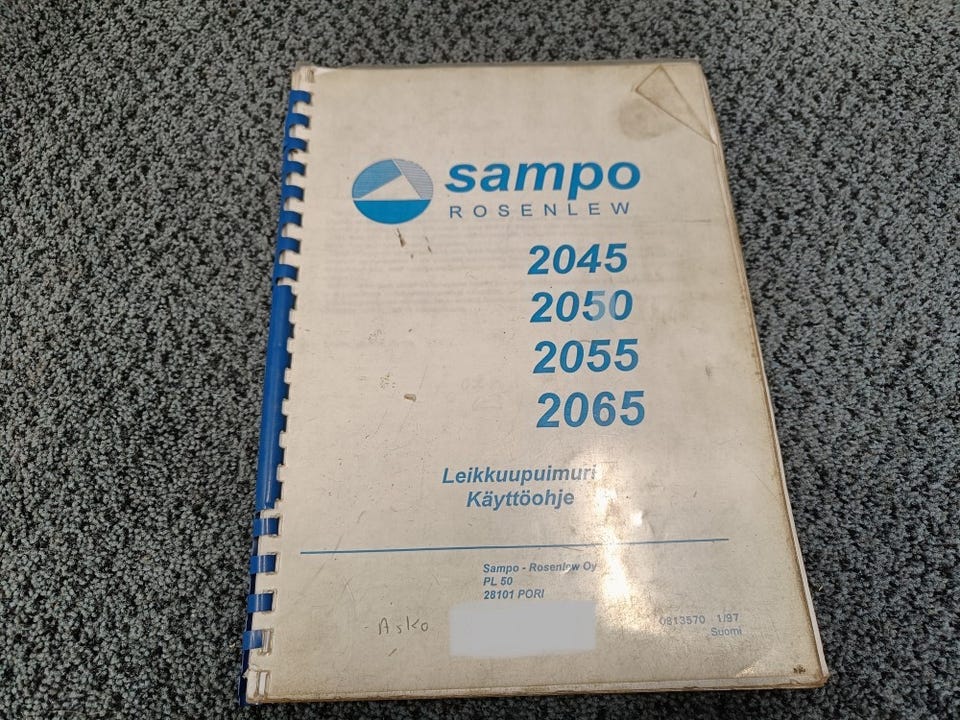 sampo
ROSENLEW
2045
2050
2055
2065
Leikkuupuimuri
Käyttöohje
Sampo - Rosenlew Oy
PL 50
28101 PORI
Asko
0813570 1/97
Suomi